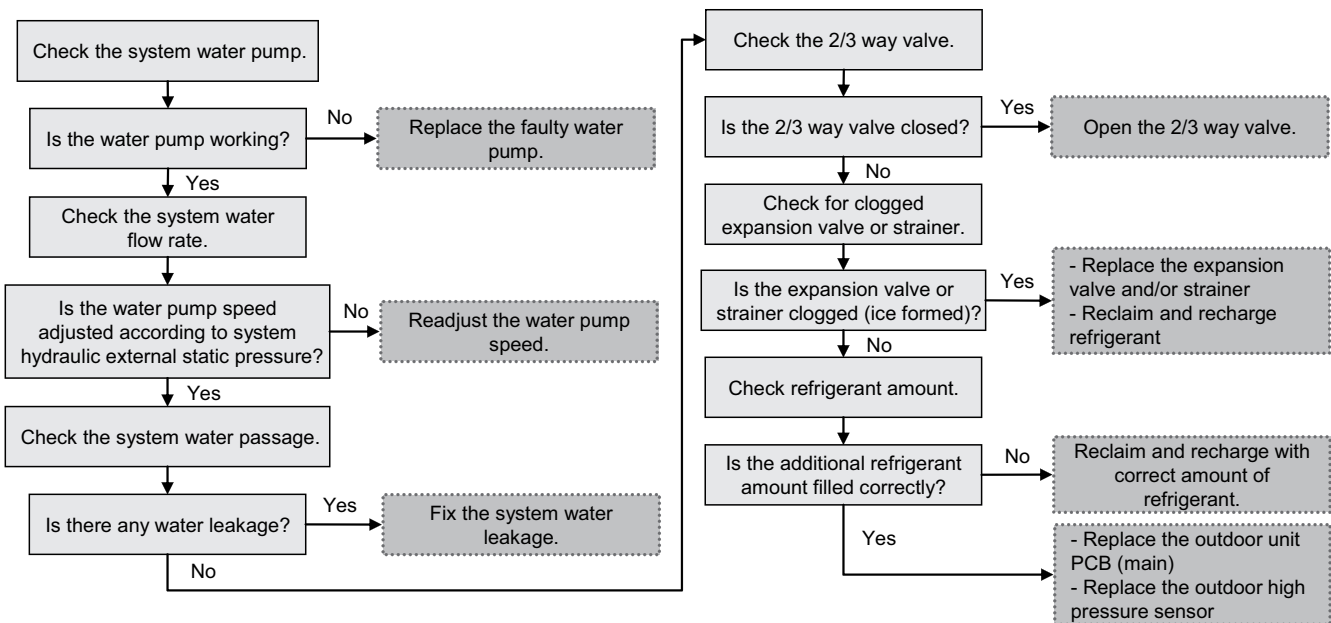 Check the system water pump.
Is the water pump working?
No
Replace the faulty water
pump.
Yes
Check the system water
flow rate.
Is the water pump speed
adjusted according to system
hydraulic external static pressure?
No
Readjust the water pump
speed.
Yes
Check the system water passage.
Is there any water leakage?
Yes
Fix the system water
leakage.
No
Check the 2/3 way valve.
Is the 2/3 way valve closed?
Yes
Open the 2/3 way valve.
No
Check for clogged
expansion valve or strainer.
Is the expansion valve or
strainer clogged (ice formed)?
Yes
- Replace the expansion
valve and/or strainer
- Reclaim and recharge
refrigerant
No
Check refrigerant amount.
Is the additional refrigerant
amount filled correctly?
No
Reclaim and recharge with
correct amount of
refrigerant.
Yes
- Replace the outdoor unit
PCB (main)
- Replace the outdoor high
pressure sensor